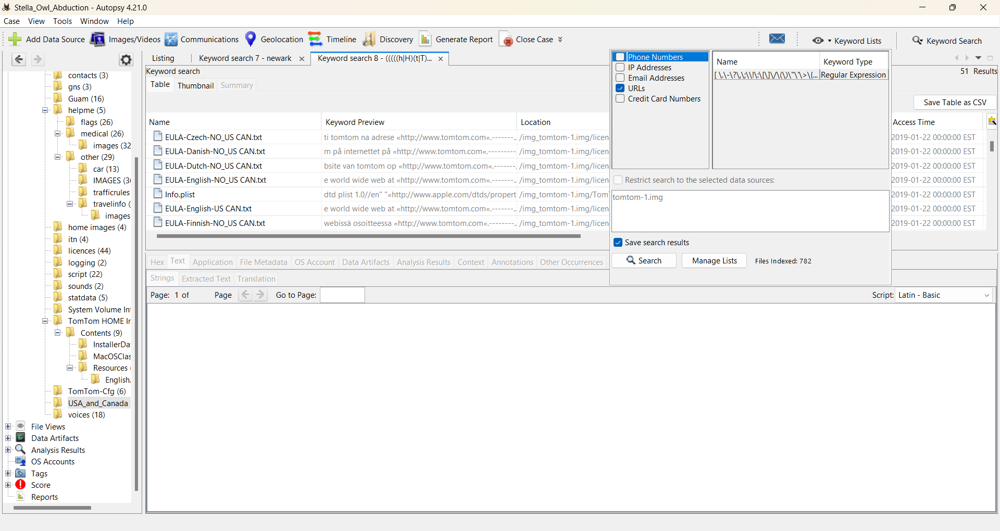 Stella_Owl_Abduction - Autopsy 4.21.0
Case View Tools Window Help
Add Data Source Images/Videos Communications Geolocation Timeline Discovery Generate Report Close Case Keyword Lists Keyword Search
Listing Keyword search 7 - newark Keyword search 8 - (((((h|H)(t|T)...
Keyword search
51 Results
Table Thumbnail Summary
Save Table as CSV
Name Keyword Preview Location Access Time
EULA-Czech-NO_US CAN.txt ti tomtom na adrese «http://www.tomtom.com«.-------.. /img_tomtom-1.img/licen 2019-01-22 00:00:00 EST
EULA-Danish-NO_US CAN.txt m på internettet på «http://www.tomtom.com«.--------- /img_tomtom-1.img/licen 2019-01-22 00:00:00 EST
EULA-Dutch-NO_US CAN.txt bsite van tomtom op «http://www.tomtom.com«.-------. /img_tomtom-1.img/licen 2019-01-22 00:00:00 EST
EULA-English-NO_US CAN.txt e world wide web at «http://www.tomtom.com«.-------.. /img_tomtom-1.img/licen 2019-01-22 00:00:00 EST
Info.plist dtd plist 1.0//en" "«http://www.apple.com/dtds/propert /img_tomtom-1.img/Tom 2019-01-22 00:00:00 EST
EULA-English-US CAN.txt e world wide web at «http://www.tomtom.com«.-------.. /img_tomtom-1.img/licen 2019-01-22 00:00:00 EST
EULA-Finnish-NO_US CAN.txt webissä osoitteessa «http://www.tomtom.com«.--------.. /img_tomtom-1.img/licen 2019-01-22 00:00:00 EST
Phone Numbers
IP Addresses
Email Addresses
URLs
Credit Card Numbers
Name Keyword Type
Regular Expression
Restrict search to the selected data sources:
tomtom-1.img
Save search results
Search Manage Lists Files Indexed: 782
Hex Text Application File Metadata OS Account Data Artifacts Analysis Results Context Annotations Other Occurrences
Strings Extracted Text Translation
Page: 1 of Page Go to Page: Script: Latin - Basic
contacts (3)
gns (3)
Guam (16)
helpme (5)
flags (26)
medical (26)
images (32
other (29)
car (13)
IMAGES (3
trafficrules
travelinfo (
images
home images (4)
itn (4)
licences (44)
logging (2)
script (22)
sounds (2)
statdata (5)
System Volume In
TomTom HOME Ir
Contents (9)
InstallerDa
MacOSClas
Resources
English.
TomTom-Cfg (6)
USA_and_Canada
voices (18)
File Views
Data Artifacts
Analysis Results
OS Accounts
Tags
Score
Reports